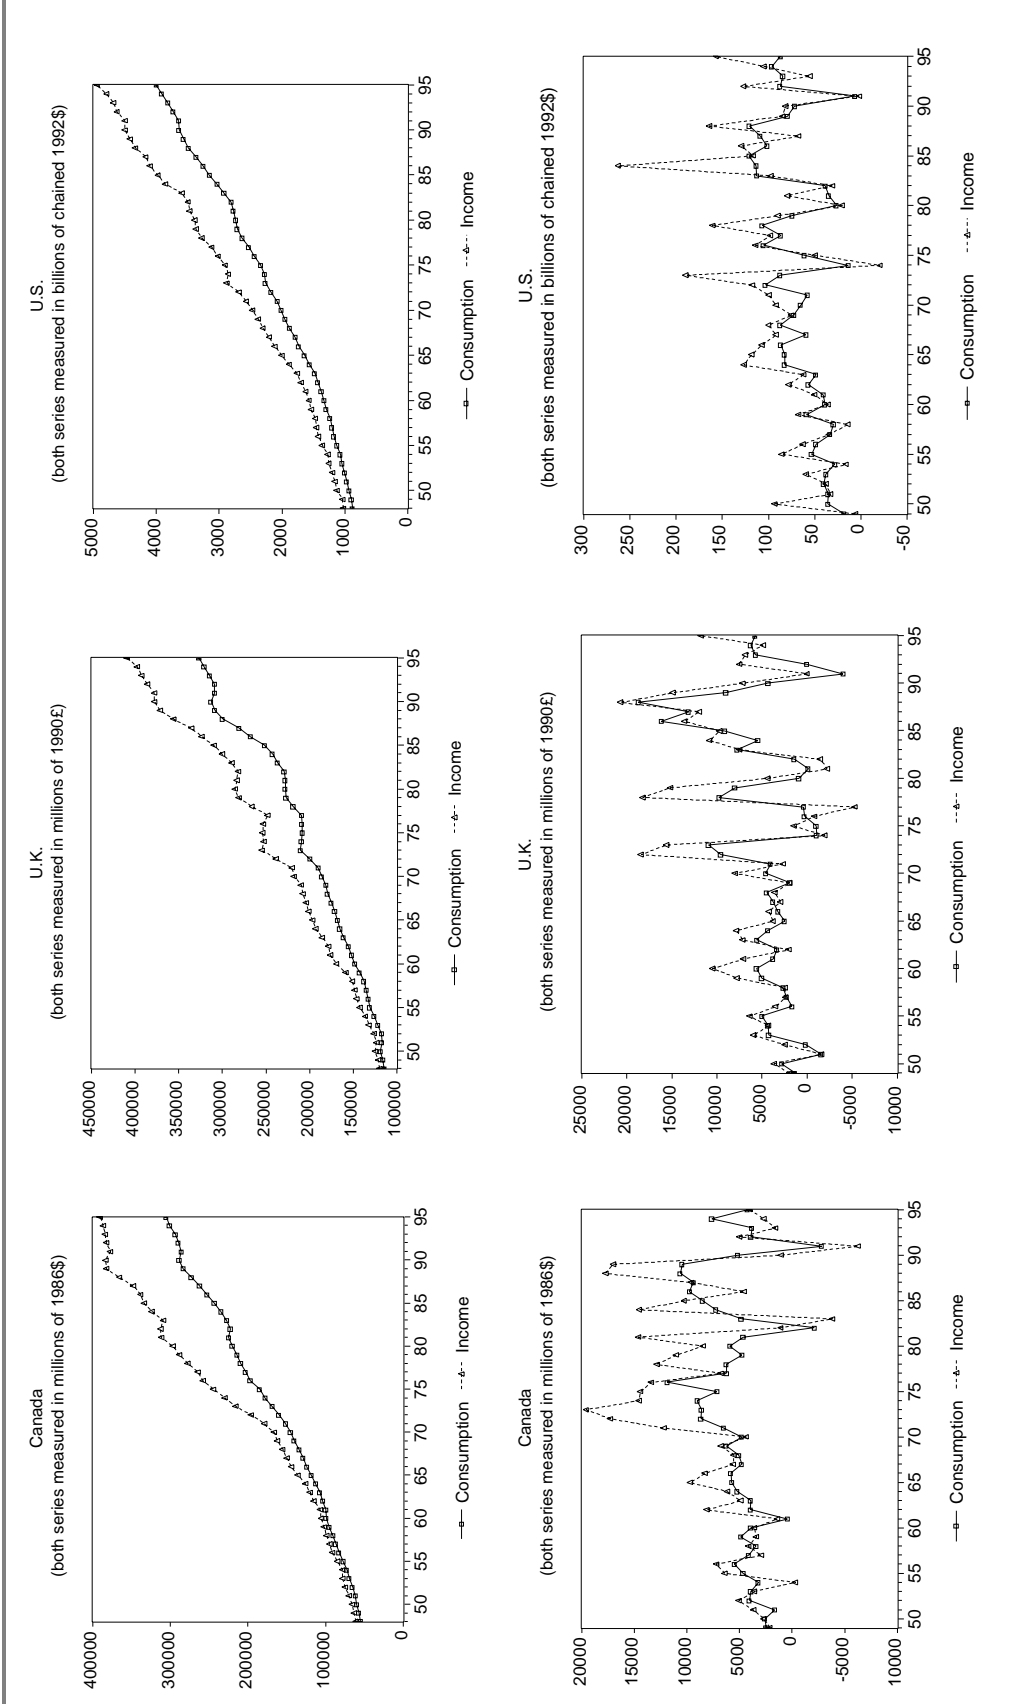 Canada
(both series measured in millions of 1986$)
400000
300000
200000
100000
0
50 55 60 65 70 75 80 85 90 95
Consumption Income
U.K.
(both series measured in millions of 1990£)
450000
400000
350000
300000
250000
200000
150000
100000
50 55 60 65 70 75 80 85 90 95
Consumption Income
U.S.
(both series measured in billions of chained 1992$)
5000
4000
3000
2000
1000
0
50 55 60 65 70 75 80 85 90 95
Consumption Income
Canada
(both series measured in millions of 1986$)
20000
15000
10000
5000
0
-5000
-10000
50 55 60 65 70 75 80 85 90 95
Consumption Income
U.K.
(both series measured in millions of 1990£)
25000
20000
15000
10000
5000
0
-5000
10000
50 55 60 65 70 75 80 85 90 95
Consumption Income
U.S.
(both series measured in billions of chained 1992$)
300
250
200
150
100
50
0
-50
50 55 60 65 70 75 80 85 90 95
Consumption Income